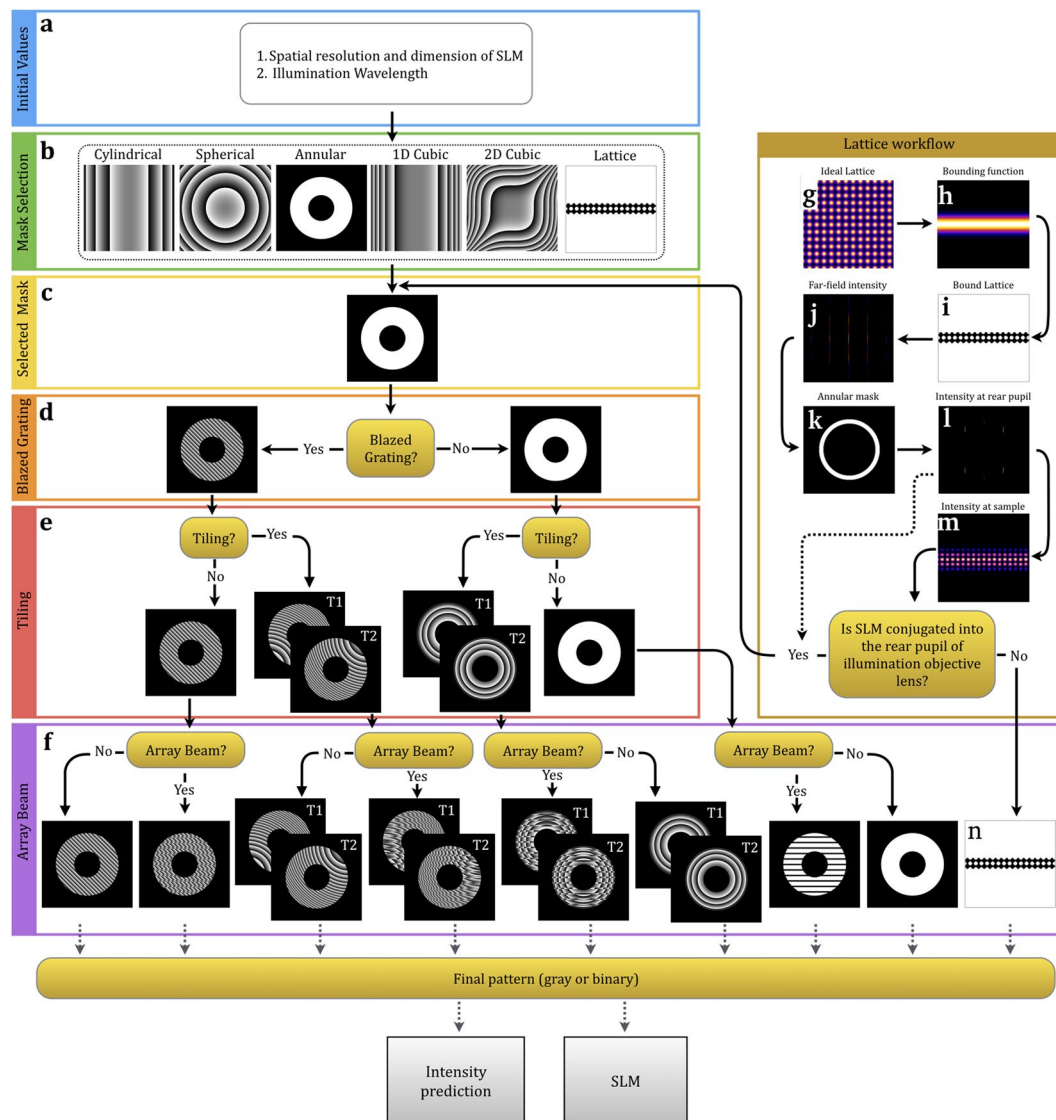 a
Initial Values
1. Spatial resolution and dimension of SLM
2. Illumination Wavelength
b
Mask Selection
Cylindrical
Spherical
Annular
1D Cubic
2D Cubic
Lattice
c
Selected Mask
d
Blazed Grating
Yes
Blazed
Grating?
No
e
Tiling
Tiling?
Yes
No
T1
T2
Yes
Tiling?
No
T1
T2
Lattice workflow
Ideal Lattice
g
Bounding function
h
Far-field intensity
j
i
Bound Lattice
Annular mask
k
Intensity at rear pupil
l
Intensity at sample
m
Yes
Is SLM conjugated into
the rear pupil of
illumination objective
lens?
No
f
Array Beam
No
Array Beam?
Yes
No
Array Beam?
Yes
Array Beam?
Yes
No
Array Beam?
Yes
No
T1
T2
T1
T2
T1
T2
T1
T2
n
Final pattern (gray or binary)
Intensity
prediction
SLM